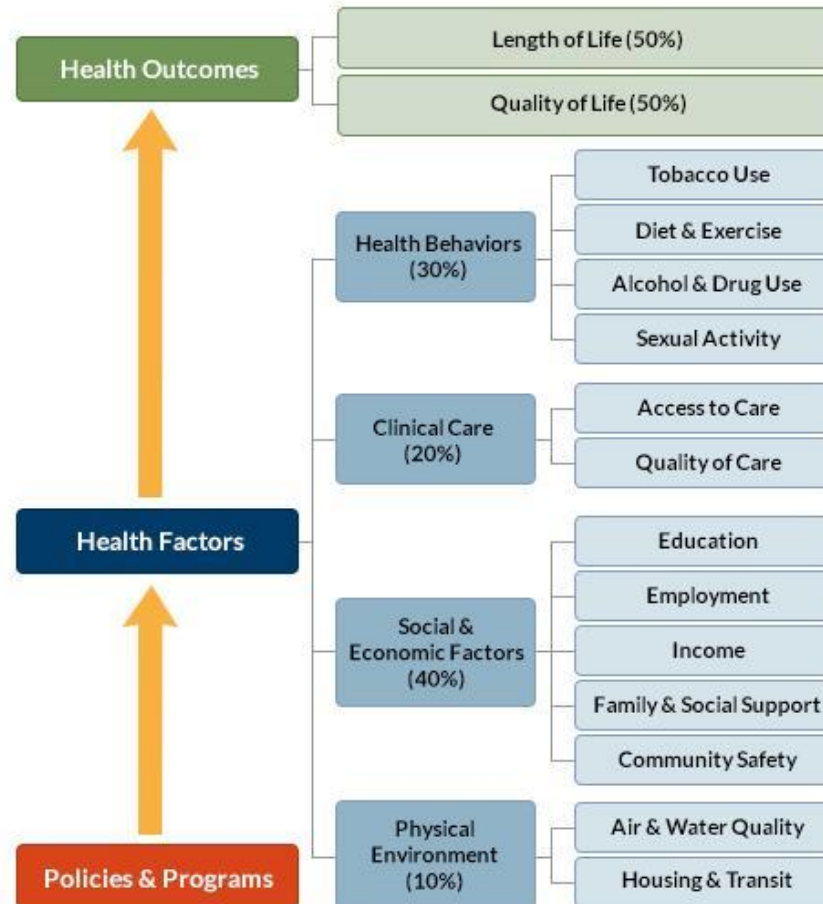 Health Outcomes
Length of Life (50%)
Quality of Life (50%)
Health Factors
Health Behaviors
(30%)
Tobacco Use
Diet & Exercise
Alcohol & Drug Use
Sexual Activity
Clinical Care
(20%)
Access to Care
Quality of Care
Social &
Economic Factors
(40%)
Education
Employment
Income
Family & Social Support
Community Safety
Physical
Environment
(10%)
Air & Water Quality
Housing & Transit
Policies & Programs